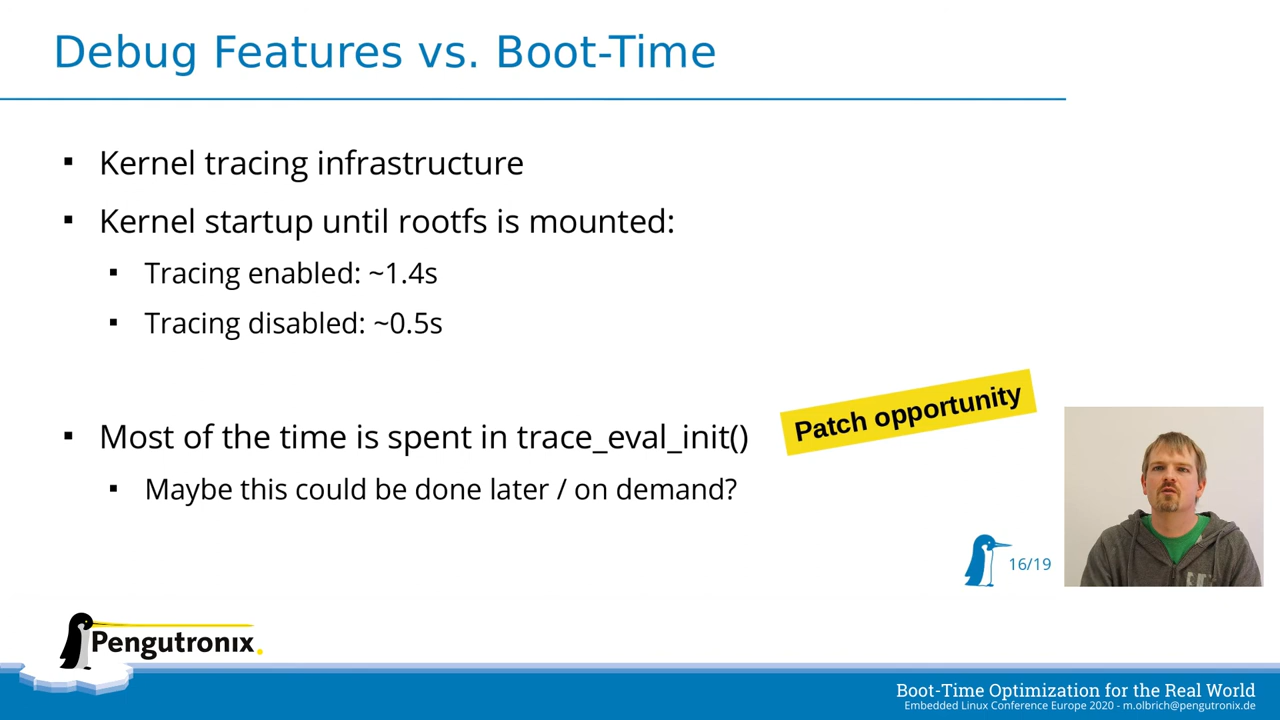 Debug Features vs. Boot-Time
Kernel tracing infrastructure
Kernel startup until rootfs is mounted:
Tracing enabled: ~1.4s
Tracing disabled: ~0.5s
Patch opportunity
Most of the time is spent in trace_eval_init()
Maybe this could be done later / on demand?
16/19
Pengutronix
Boot-Time Optimization for the Real World
Embedded Linux Conference Europe 2020 - m.olbrich@pengutronix.de